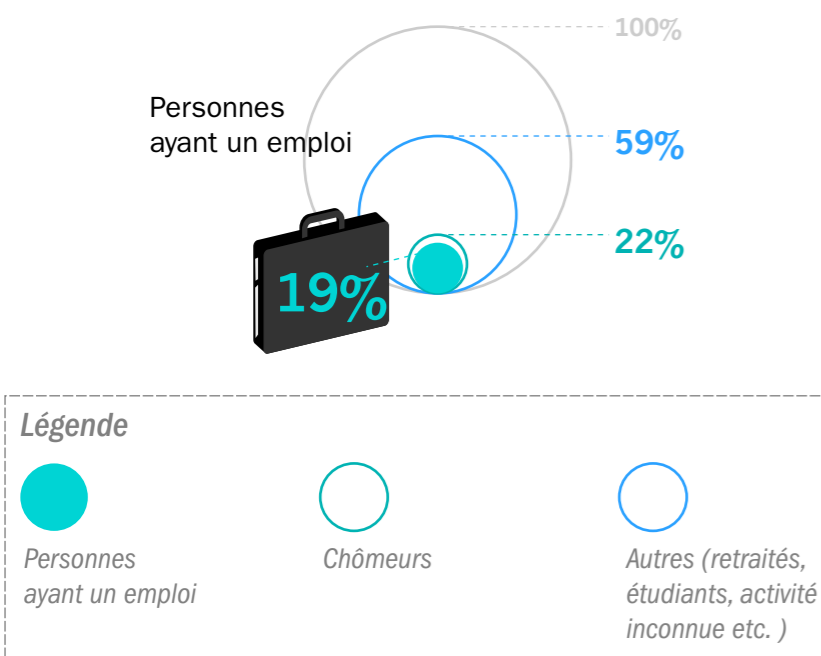 100%
Personnes
ayant un emploi
59%
22%
19%
Légende
Personnes
ayant un emploi
Chômeurs
Autres (retraités,
étudiants, activité
inconnue etc. )